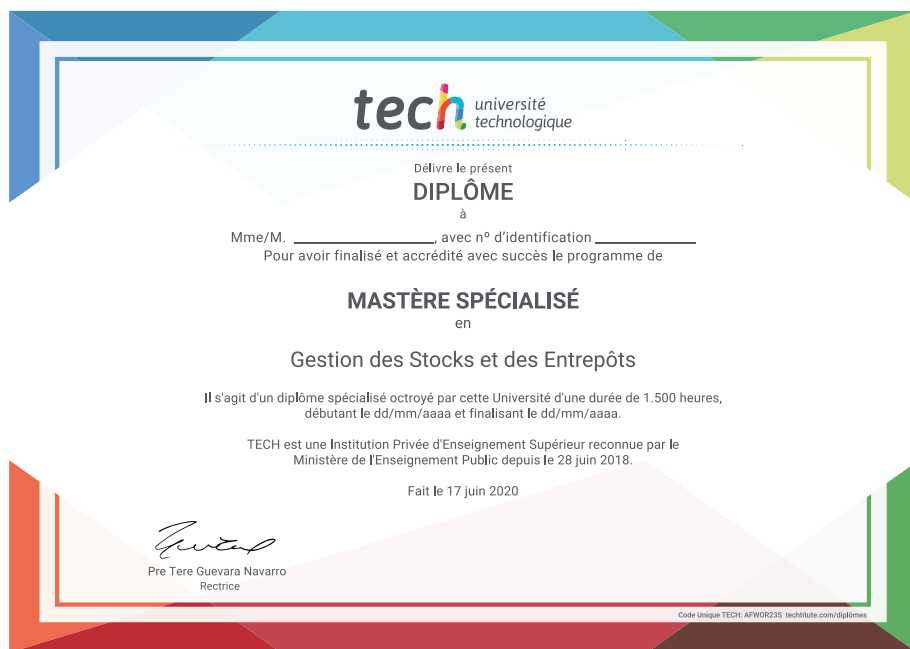 tech université
technologique
Délivre le présent
DIPLÔME
à
Mme/M. ____________, avec nº d'identification ____________
Pour avoir finalisé et accrédité avec succès le programme de
MASTÈRE SPÉCIALISÉ
en
Gestion des Stocks et des Entrepôts
Il s'agit d'un diplôme spécialisé octroyé par cette Université d'une durée de 1.500 heures,
débutant le dd/mm/aaaa et finalisant le dd/mm/aaaa.
TECH est une Institution Privée d'Enseignement Supérieur reconnue par le
Ministère de l'Enseignement Public depuis le 28 juin 2018.
Fait le 17 juin 2020
Pre Tere Guevara Navarro
Rectrice
Code Unique TECH: AFWOR23S techtitute.com/diplômes